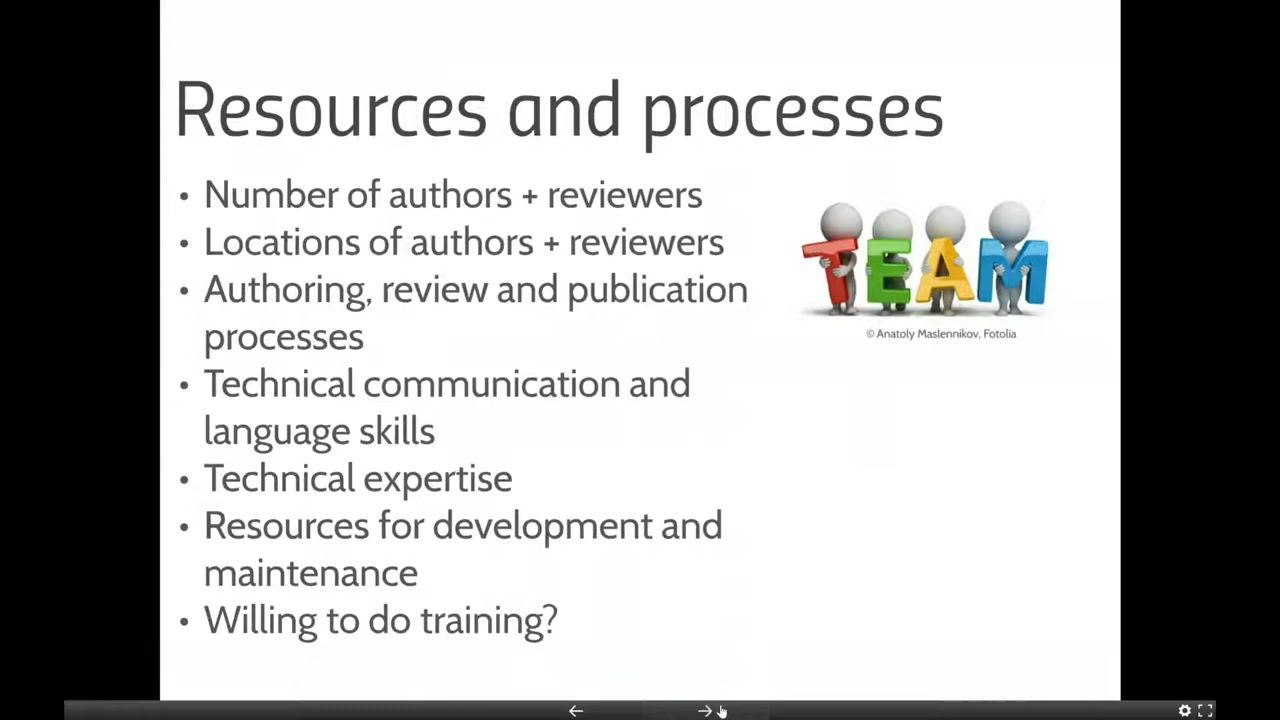 Resources and processes
• Number of authors + reviewers
• Locations of authors + reviewers
• Authoring, review and publication
processes
• Technical communication and
language skills
• Technical expertise
• Resources for development and
maintenance
• Willing to do training?
TEAM
© Anatoly Maslennikov, Fotolia